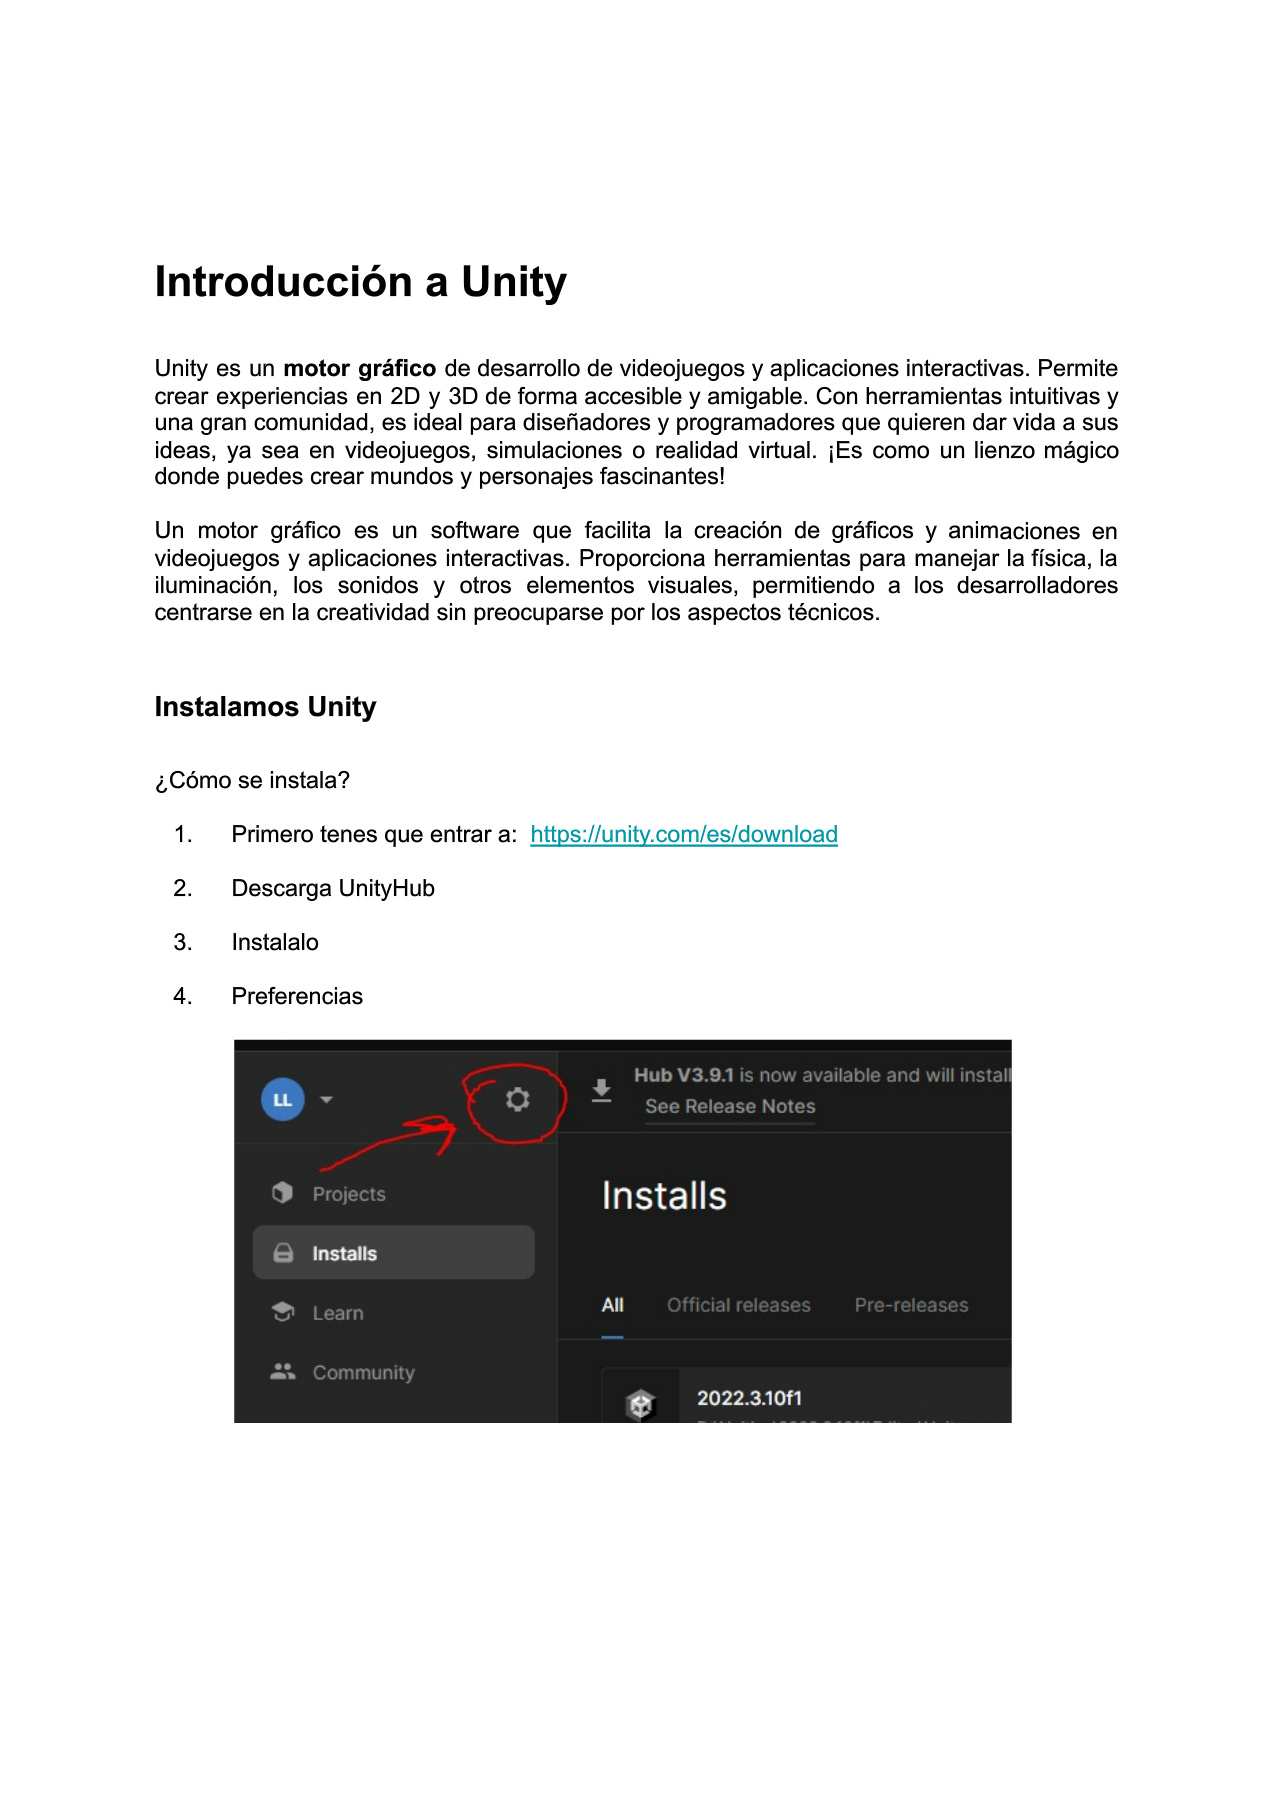 Introducción a Unity
Unity es un motor gráfico de desarrollo de videojuegos y aplicaciones interactivas. Permite
crear experiencias en 2D y 3D de forma accesible y amigable. Con herramientas intuitivas y
una gran comunidad, es ideal para diseñadores y programadores que quieren dar vida a sus
ideas, ya sea en videojuegos, simulaciones o realidad virtual. ¡Es como un lienzo mágico
donde puedes crear mundos y personajes fascinantes!
Un motor gráfico es un software que facilita la creación de gráficos y animaciones en
videojuegos y aplicaciones interactivas. Proporciona herramientas para manejar la física, la
iluminación, los sonidos y otros elementos visuales, permitiendo a los desarrolladores
centrarse en la creatividad sin preocuparse por los aspectos técnicos.
Instalamos Unity
¿Cómo se instala?
1. Primero tenes que entrar a: https://unity.com/es/download
2. Descarga UnityHub
3. Instalalo
4. Preferencias
LL
Projects
Installs
Learn
Community
Hub V3.9.1 is now available and will install
See Release Notes
Installs
All Official releases Pre-releases
2022.3.10f1